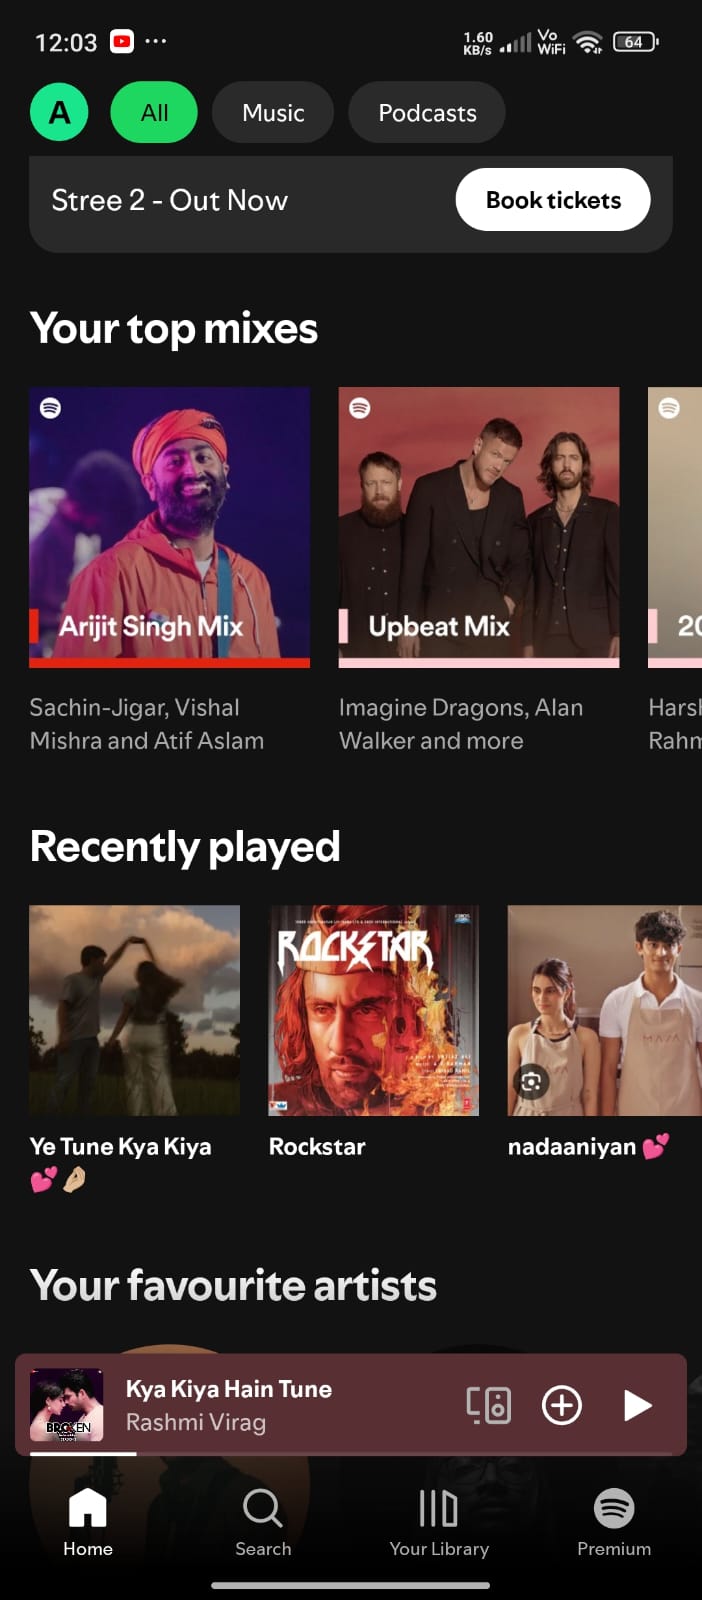 12:03
1.60
KB/s
Vo
WiFi
64
A
All
Music
Podcasts
Stree 2 - Out Now
Book tickets
Your top mixes
Arijit Singh Mix
Upbeat Mix
20
Sachin-Jigar, Vishal
Mishra and Atif Aslam
Imagine Dragons, Alan
Walker and more
Harsh
Rahm
Recently played
ROCKSTAR
MAYA
Ye Tune Kya Kiya
💕🤌🏼
Rockstar
nadaaniyan 💕
Your favourite artists
BROKEN
Kya Kiya Hain Tune
Rashmi Virag
Home
Search
Your Library
Premium